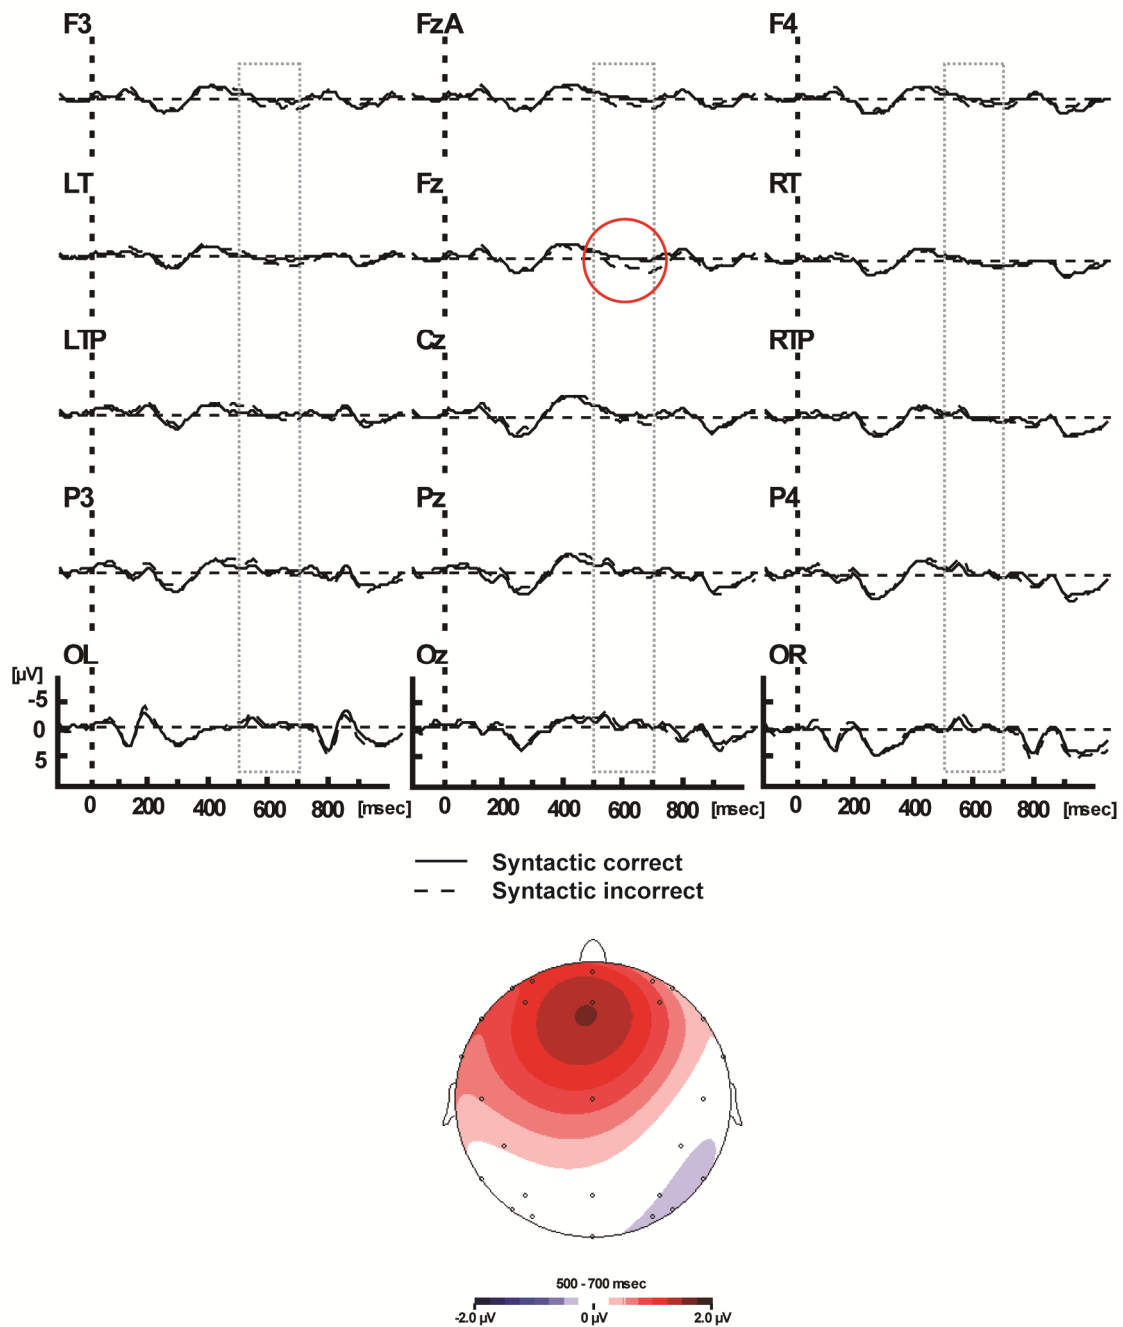 F3 FzA F4
LT Fz RT
LTP Cz RTP
P3 Pz P4
OL Oz OR
[µV]
-5
0
5
0 200 400 600 800 [msec] 0 200 400 600 800 [msec] 0 200 400 600 800 [msec]
Syntactic correct
Syntactic incorrect
500 - 700 msec
-2.0 µV 0 µV 2.0 µV